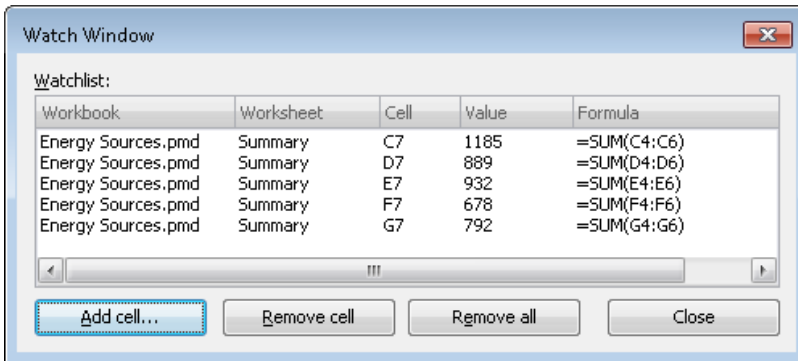 Watch Window
Watchlist:
Workbook Worksheet Cell Value Formula
Energy Sources.pmd Summary C7 1185 =SUM(C4:C6)
Energy Sources.pmd Summary D7 889 =SUM(D4:D6)
Energy Sources.pmd Summary E7 932 =SUM(E4:E6)
Energy Sources.pmd Summary F7 678 =SUM(F4:F6)
Energy Sources.pmd Summary G7 792 =SUM(G4:G6)
Add cell... Remove cell Remove all Close